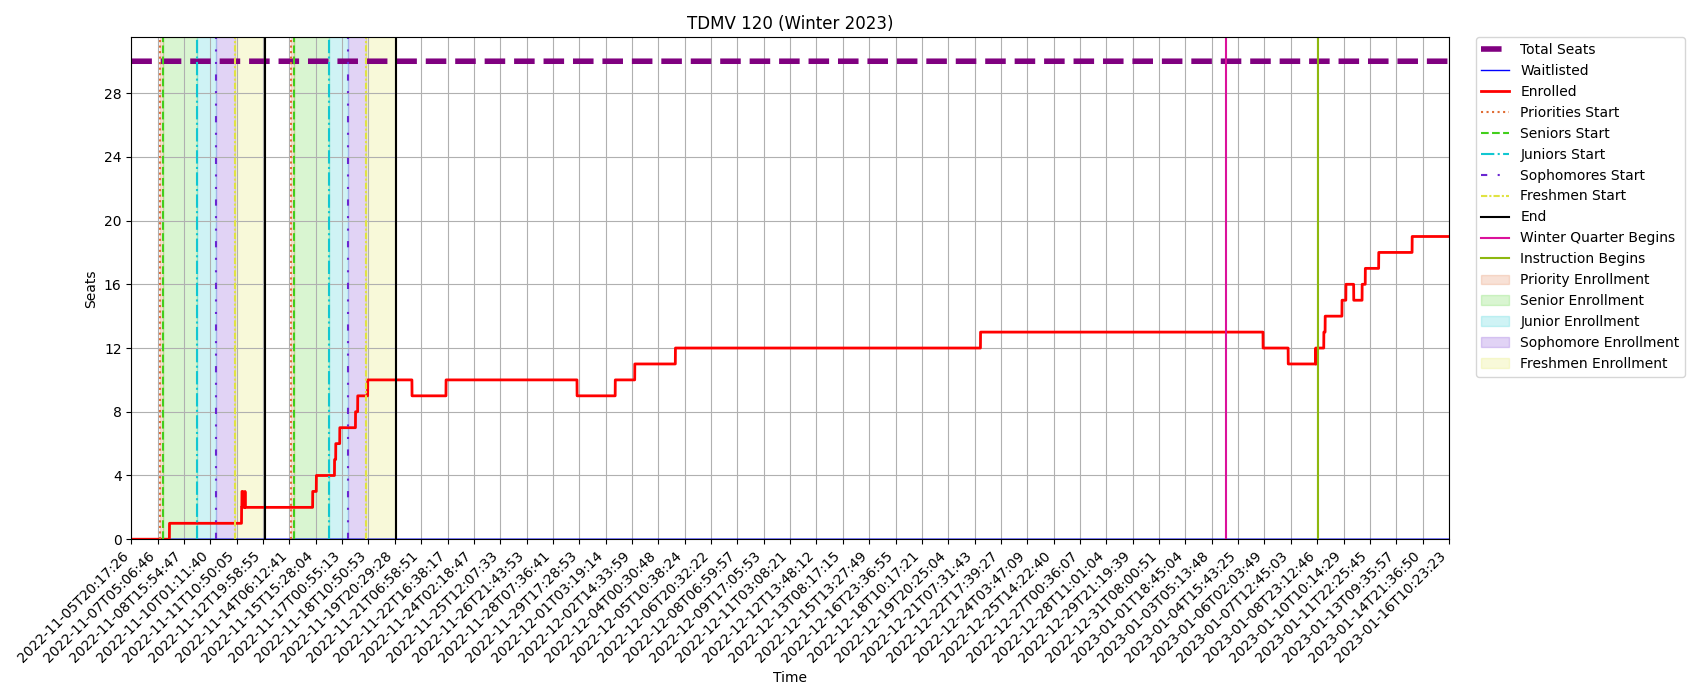 TDMV 120 (Winter 2023)
Seats
28
24
20
16
12
8
4
0
2022-11-05T20:17:26
2022-11-07T05:06:46
2022-11-08T15:54:47
2022-11-10T01:11:40
2022-11-11T10:50:05
2022-11-12T19:58:55
2022-11-14T06:12:41
2022-11-15T15:28:04
2022-11-17T00:55:13
2022-11-18T10:50:53
2022-11-19T20:29:28
2022-11-21T06:58:51
2022-11-22T16:38:17
2022-11-24T02:18:47
2022-11-25T12:07:33
2022-11-26T21:43:53
2022-11-28T07:36:41
2022-11-29T17:28:53
2022-12-01T03:19:14
2022-12-02T14:33:59
2022-12-04T00:30:48
2022-12-05T10:38:24
2022-12-06T20:32:22
2022-12-08T06:59:57
2022-12-09T17:05:53
2022-12-11T03:08:21
2022-12-12T13:48:12
2022-12-13T08:17:15
2022-12-15T13:27:49
2022-12-16T23:36:55
2022-12-18T10:17:21
2022-12-19T20:25:04
2022-12-21T07:31:43
2022-12-22T17:39:27
2022-12-24T03:47:09
2022-12-25T14:22:40
2022-12-27T00:36:07
2022-12-28T11:01:04
2022-12-29T21:19:39
2022-12-31T08:00:51
2023-01-01T18:45:04
2023-01-03T05:13:48
2023-01-04T15:43:25
2023-01-06T02:03:49
2023-01-07T12:45:03
2023-01-08T23:12:46
2023-01-10T10:14:29
2023-01-11T22:25:45
2023-01-13T09:35:57
2023-01-14T21:36:50
2023-01-16T10:23:23
Time
Total Seats
Waitlisted
Enrolled
Priorities Start
Seniors Start
Juniors Start
Sophomores Start
Freshmen Start
End
Winter Quarter Begins
Instruction Begins
Priority Enrollment
Senior Enrollment
Junior Enrollment
Sophomore Enrollment
Freshmen Enrollment